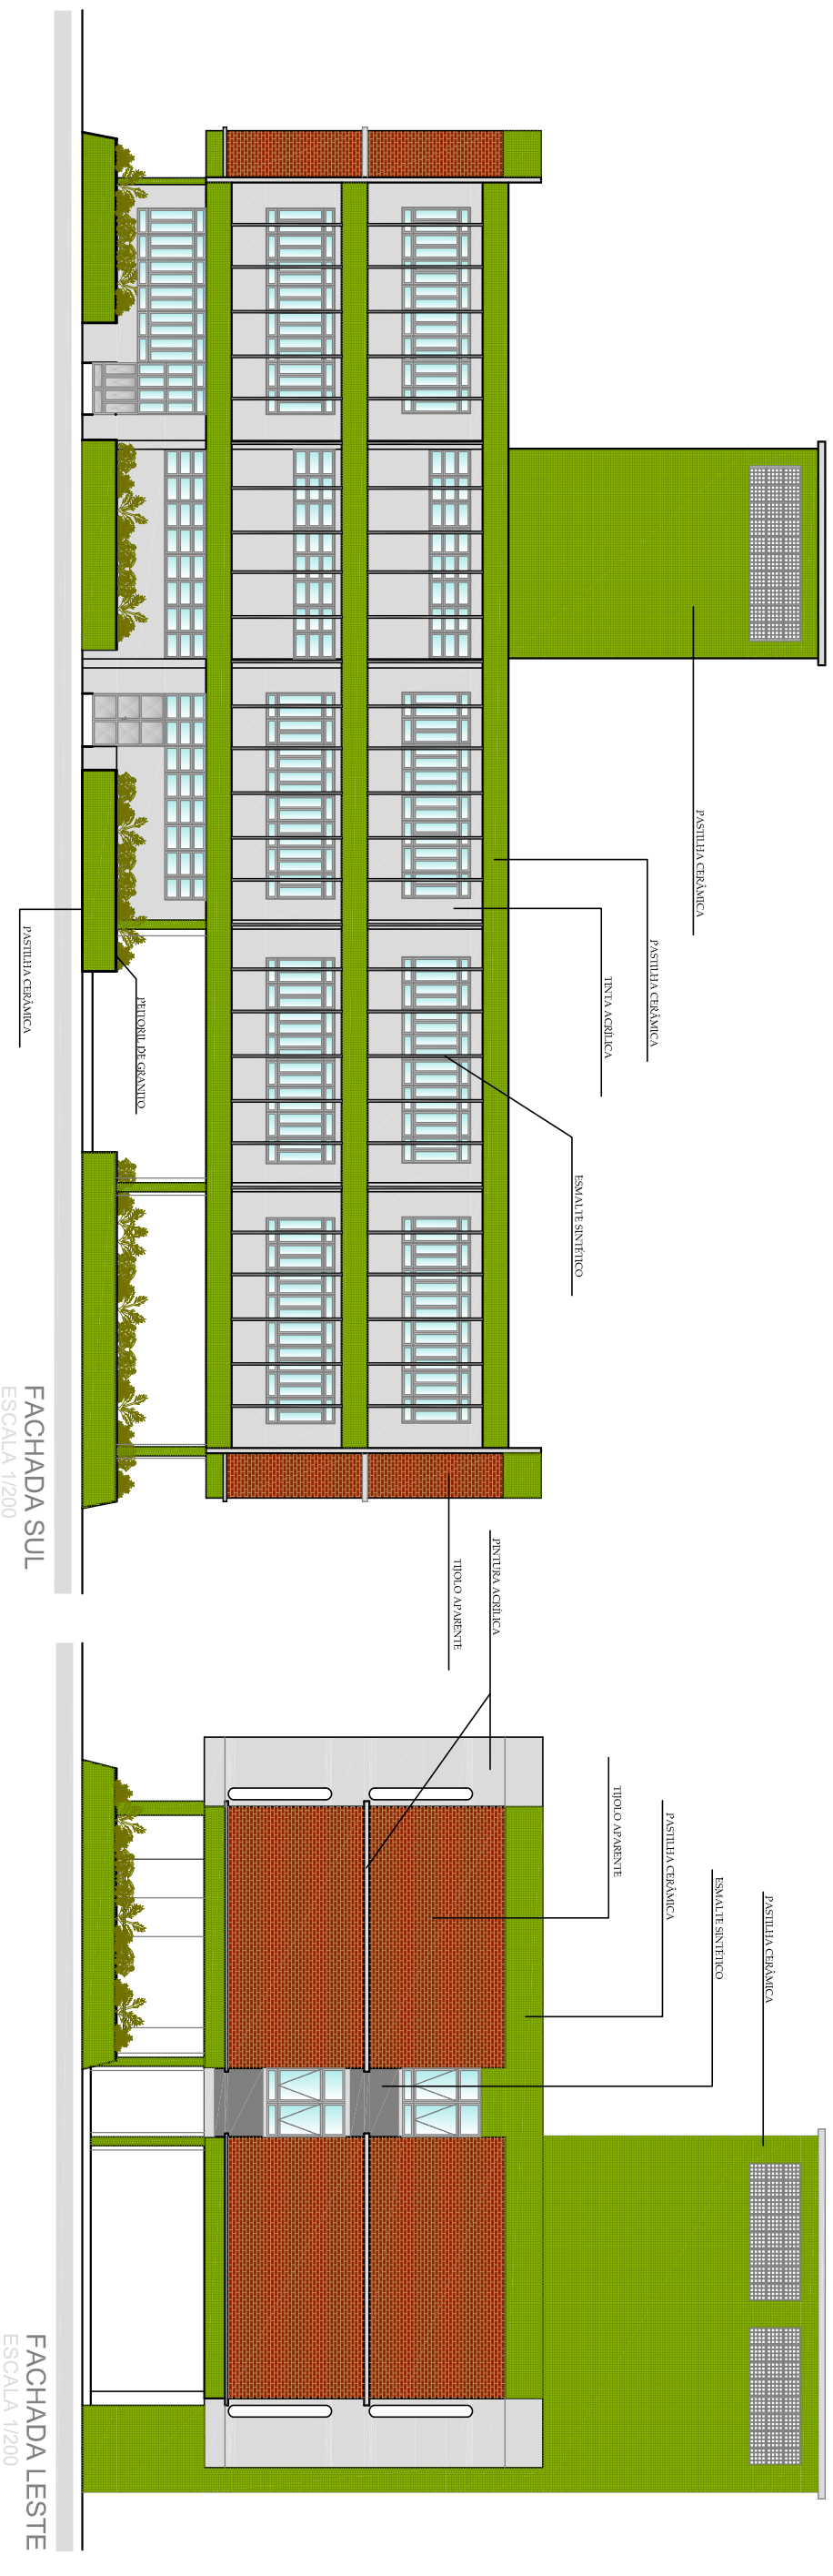 PASTILHA CERÂMICA
PASTILHA CERÂMICA
TINTA ACRÍLICA
ESMALTE SINTÉTICO
PEITORIL DE GRANITO
PASTILHA CERÂMICA
TIJOLO APARENTE
FACHADA SUL
ESCALA 1/200
PINTURA ACRÍLICA
TIJOLO APARENTE
PASTILHA CERÂMICA
ESMALTE SINTÉTICO
PASTILHA CERÂMICA
FACHADA LESTE
ESCALA 1/200